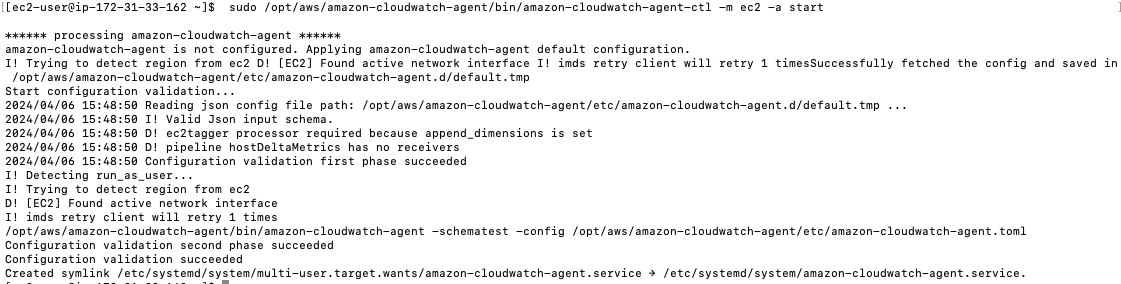 [[ec2-user@ip-172-31-33-162 ~]$  sudo /opt/aws/amazon-cloudwatch-agent/bin/amazon-cloudwatch-agent-ctl -m ec2 -a start ]
****** processing amazon-cloudwatch-agent ******
amazon-cloudwatch-agent is not configured. Applying amazon-cloudwatch-agent default configuration.
I! Trying to detect region from ec2 D! [EC2] Found active network interface I! imds retry client will retry 1 timesSuccessfully fetched the config and saved in
 /opt/aws/amazon-cloudwatch-agent/etc/amazon-cloudwatch-agent.d/default.tmp
Start configuration validation...
2024/04/06 15:48:50 Reading json config file path: /opt/aws/amazon-cloudwatch-agent/etc/amazon-cloudwatch-agent.d/default.tmp ...
2024/04/06 15:48:50 I! Valid Json input schema.
2024/04/06 15:48:50 D! ec2tagger processor required because append_dimensions is set
2024/04/06 15:48:50 D! pipeline hostDeltaMetrics has no receivers
2024/04/06 15:48:50 Configuration validation first phase succeeded
I! Detecting run_as_user...
I! Trying to detect region from ec2
D! [EC2] Found active network interface
I! imds retry client will retry 1 times
/opt/aws/amazon-cloudwatch-agent/bin/amazon-cloudwatch-agent -schematest -config /opt/aws/amazon-cloudwatch-agent/etc/amazon-cloudwatch-agent.toml
Configuration validation second phase succeeded
Configuration validation succeeded
Created symlink /etc/systemd/system/multi-user.target.wants/amazon-cloudwatch-agent.service → /etc/systemd/system/amazon-cloudwatch-agent.service.